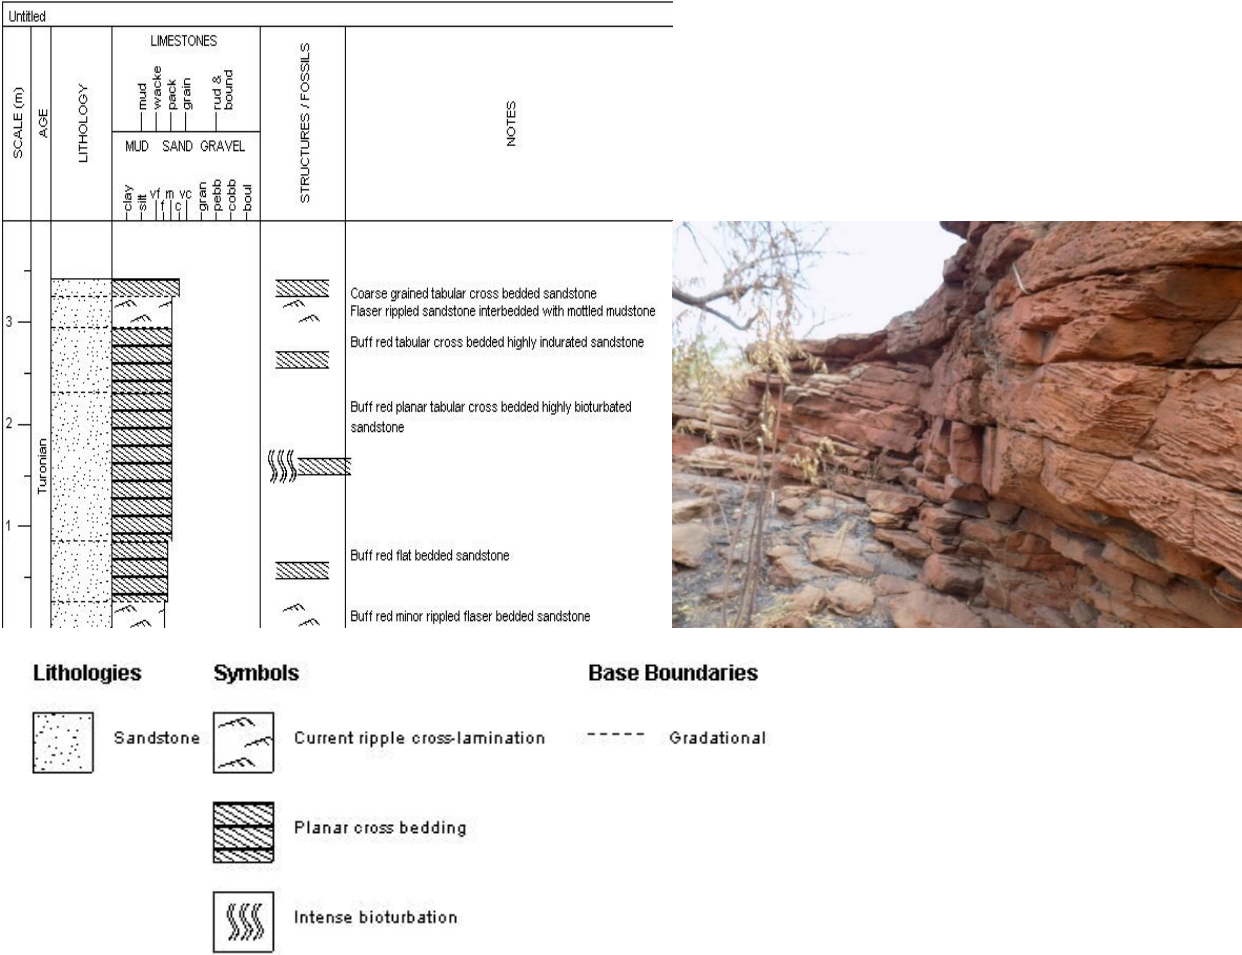 Untitled
SCALE (m)
AGE
LITHOLOGY
LIMESTONES
mud
wacke
pack
grain
rud &
bound
MUD SAND GRAVEL
clay
silt
vf
f
m
c
vc
gran
pebb
cobb
boul
STRUCTURES / FOSSILS
NOTES
Coarse grained tabular cross bedded sandstone
Flaser rippled sandstone interbedded with mottled mudstone
3
Buff red tabular cross bedded highly indurated sandstone
Buff red planar tabular cross bedded highly bioturbated
sandstone
2
Turonian
1
Buff red flat bedded sandstone
Buff red minor rippled flaser bedded sandstone
Lithologies
Symbols
Base Boundaries
Sandstone
Current ripple cross-lamination
Gradational
Planar cross bedding
Intense bioturbation